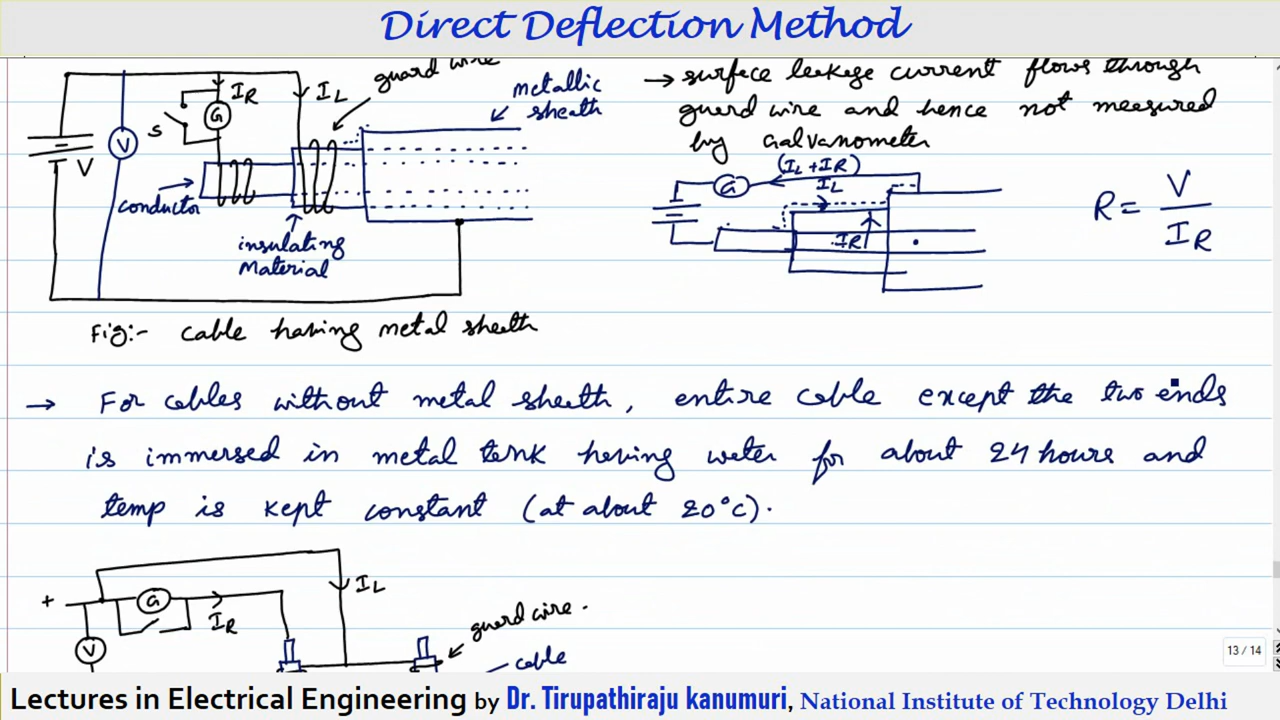 Direct Deflection Method
guard wire
metallic
sheath
IR
IL
S
G
V
V
conductor
insulating
Material
Fig:- cable having metal sheath
→ surface leakage current flows through
guard wire and hence not measured
by Galvanometer
(IL + IR)
G
IL
IR
R = V
IR
→ For cables without metal sheath, entire cable except the two ends
is immersed in metal tank having water for about 24 hours and
temp is kept constant (at about 20°C).
+
G
IL
IR
V
guard wire.
cable
13 / 14
Lectures in Electrical Engineering by Dr. Tirupathiraju kanumuri, National Institute of Technology Delhi